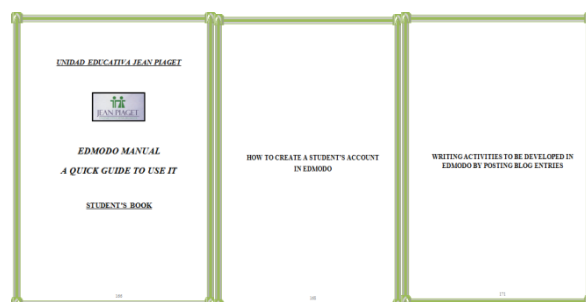 UNIDAD EDUCATIVA JEAN PIAGET
JEAN PIAGET
EDMODO MANUAL
A QUICK GUIDE TO USE IT
STUDENT'S BOOK
HOW TO CREATE A STUDENT'S ACCOUNT
IN EDMODO
WRITING ACTIVITIES TO BE DEVELOPED IN
EDMODO BY POSTING BLOG ENTRIES